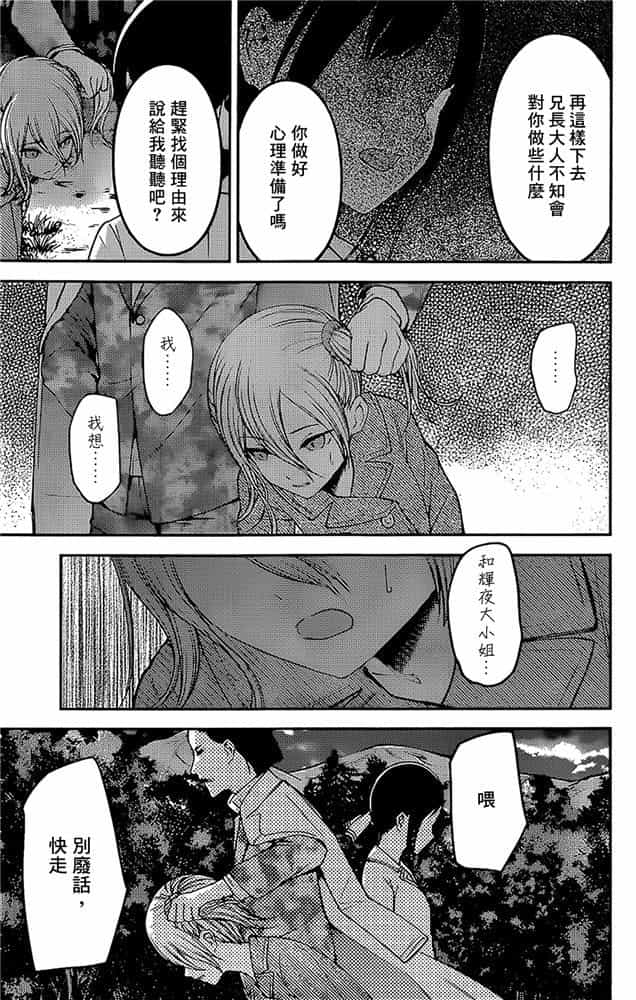 再這樣下去
兄長大人不知會
對你做些什麼
你做好
心理準備了嗎
趕緊找個理由來
說給我聽聽吧?
……
我……
我想……
和輝夜大小姐…
喂
別廢話，
快走